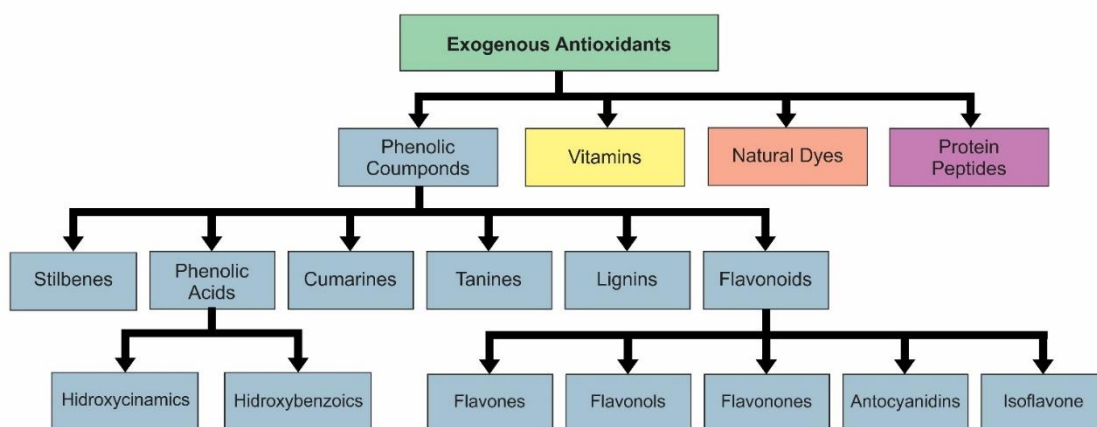 Exogenous Antioxidants
Phenolic
Coumponds
Vitamins
Natural Dyes
Protein
Peptides
Stilbenes
Phenolic
Acids
Cumarines
Tanines
Lignins
Flavonoids
Hidroxycinamics
Hidroxybenzoics
Flavones
Flavonols
Flavonones
Antocyanidins
Isoflavone